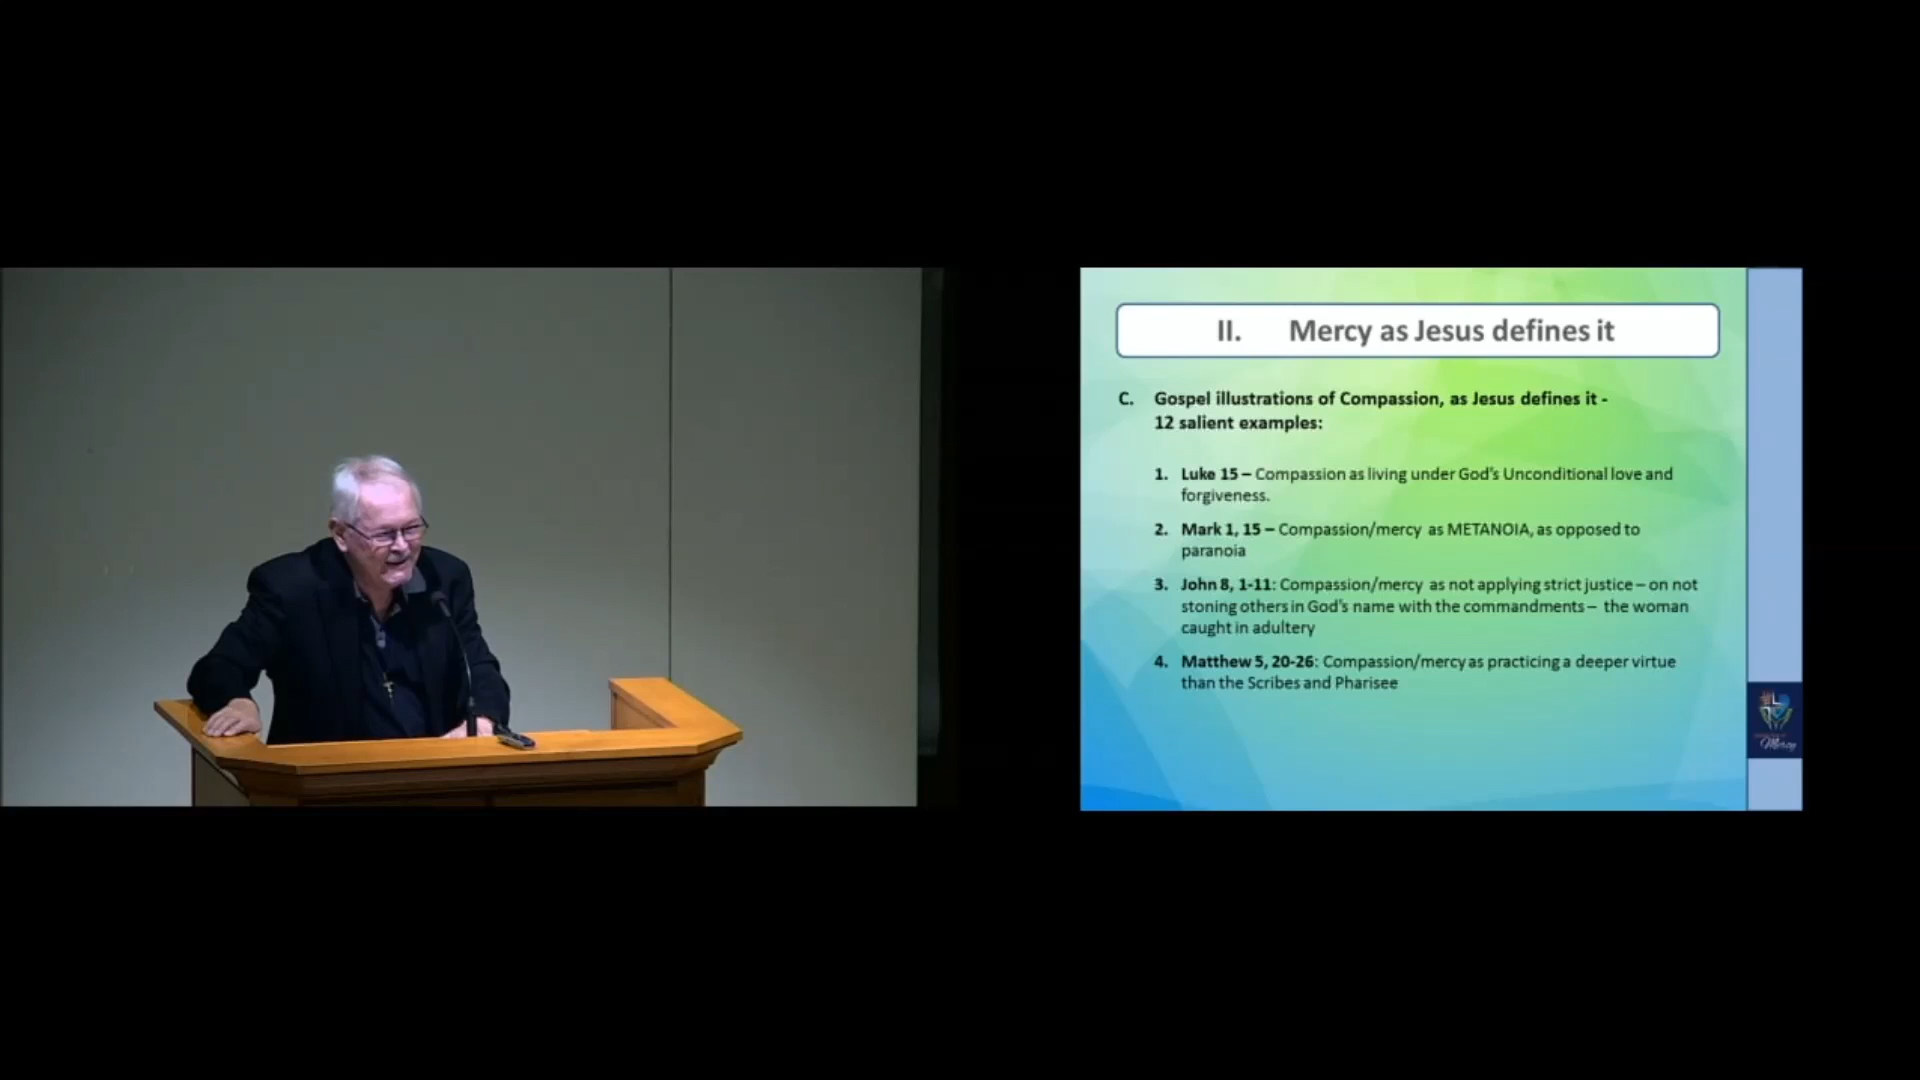 II. Mercy as Jesus defines it
C. Gospel illustrations of Compassion, as Jesus defines it -
12 salient examples:
1. Luke 15 – Compassion as living under God's Unconditional love and
forgiveness.
2. Mark 1, 15 – Compassion/mercy as METANOIA, as opposed to
paranoia
3. John 8, 1-11: Compassion/mercy as not applying strict justice – on not
stoning others in God's name with the commandments – the woman
caught in adultery
4. Matthew 5, 20-26: Compassion/mercy as practicing a deeper virtue
than the Scribes and Pharisee
Mercy